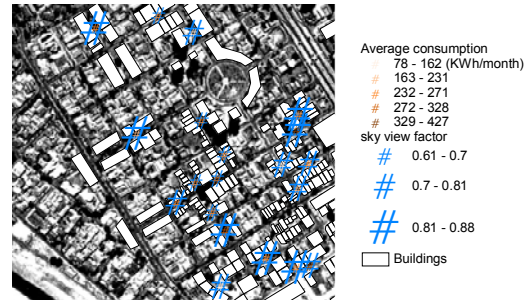 Average consumption
# 78 - 162 (KWh/month)
# 163 - 231
# 232 - 271
# 272 - 328
# 329 - 427
sky view factor
# 0.61 - 0.7
# 0.7 - 0.81
# 0.81 - 0.88
Buildings